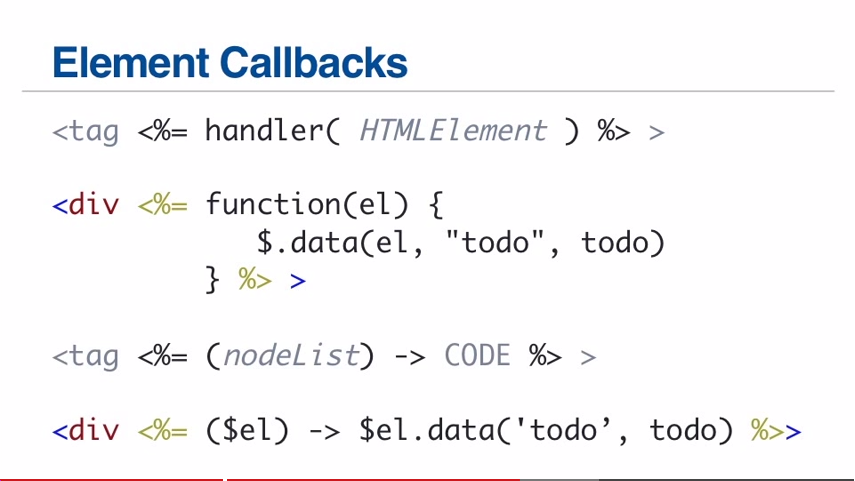 Element Callbacks
<tag <%= handler( HTMLElement ) %> >
<div <%= function(el) {
$.data(el, "todo", todo)
} %> >
<tag <%= (nodeList) -> CODE %> >
<div <%= ($el) -> $el.data('todo’, todo) %>>